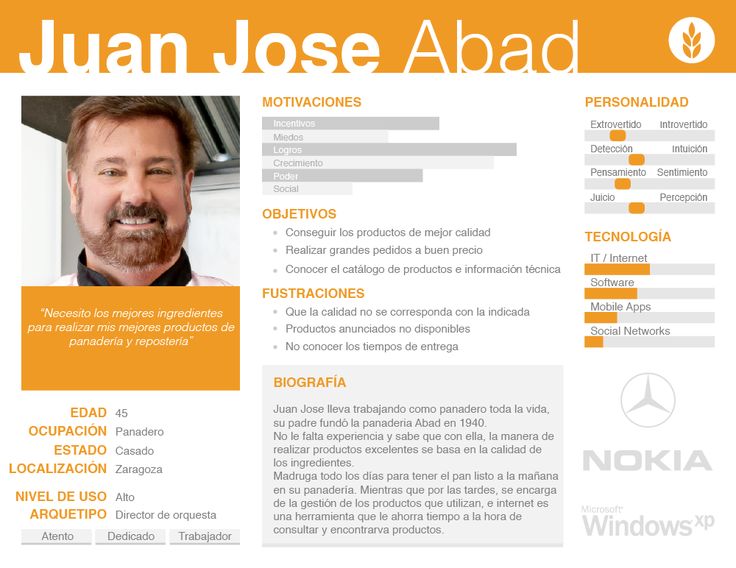 Juan Jose Abad
“Necesito los mejores ingredientes
para realizar mis mejores productos de
panadería y repostería”
EDAD 45
OCUPACIÓN Panadero
ESTADO Casado
LOCALIZACIÓN Zaragoza
NIVEL DE USO Alto
ARQUETIPO Director de orquesta
Atento Dedicado Trabajador
MOTIVACIONES
Incentivos
Miedos
Logros
Crecimiento
Poder
Social
OBJETIVOS
Conseguir los productos de mejor calidad
Realizar grandes pedidos a buen precio
Conocer el catálogo de productos e información técnica
FUSTRACIONES
Que la calidad no se corresponda con la indicada
Productos anunciados no disponibles
No conocer los tiempos de entrega
BIOGRAFÍA
Juan Jose lleva trabajando como panadero toda la vida,
su padre fundó la panaderia Abad en 1940.
No le falta experiencia y sabe que con ella, la manera de
realizar productos excelentes se basa en la calidad de
los ingredientes.
Madruga todo los días para tener el pan listo a la mañana
en su panadería. Mientras que por las tardes, se encarga
de la gestión de los productos que utilizan, e internet es
una herramienta que le ahorra tiempo a la hora de
consultar y encontrarva productos.
PERSONALIDAD
Extrovertido Introvertido
Detección Intuición
Pensamiento Sentimiento
Juicio Percepción
TECNOLOGÍA
IT / Internet
Software
Mobile Apps
Social Networks
NOKIA
Microsoft
Windows xp